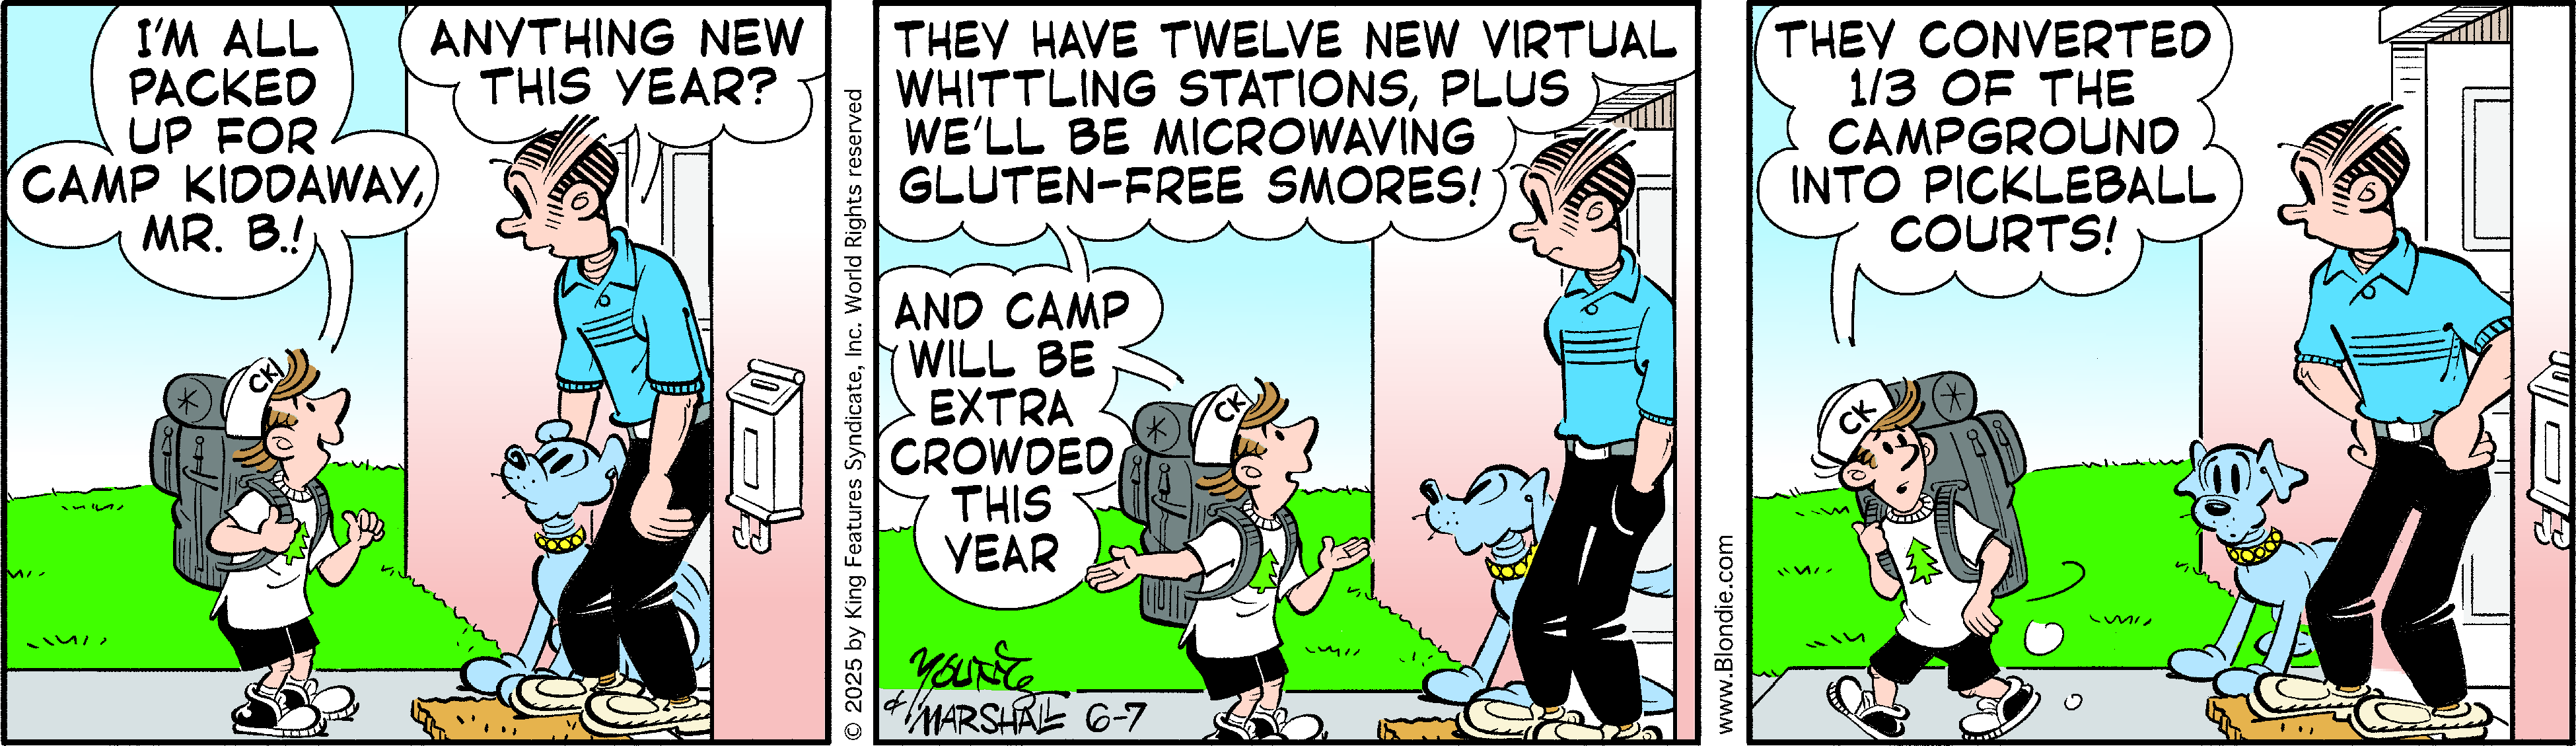 I'M ALL
PACKED
UP FOR
CAMP KIDDAWAY,
MR. B.!
ANYTHING NEW
THIS YEAR?
CK
© 2025 by King Features Syndicate, Inc. World Rights reserved
THEY HAVE TWELVE NEW VIRTUAL
WHITTLING STATIONS, PLUS
WE'LL BE MICROWAVING
GLUTEN-FREE SMORES!
AND CAMP
WILL BE
EXTRA
CROWDED
THIS
YEAR
CK
YOUNG
& MARSHALL 6-7
www.Blondie.com
THEY CONVERTED
1/3 OF THE
CAMPGROUND
INTO PICKLEBALL
COURTS!
CK